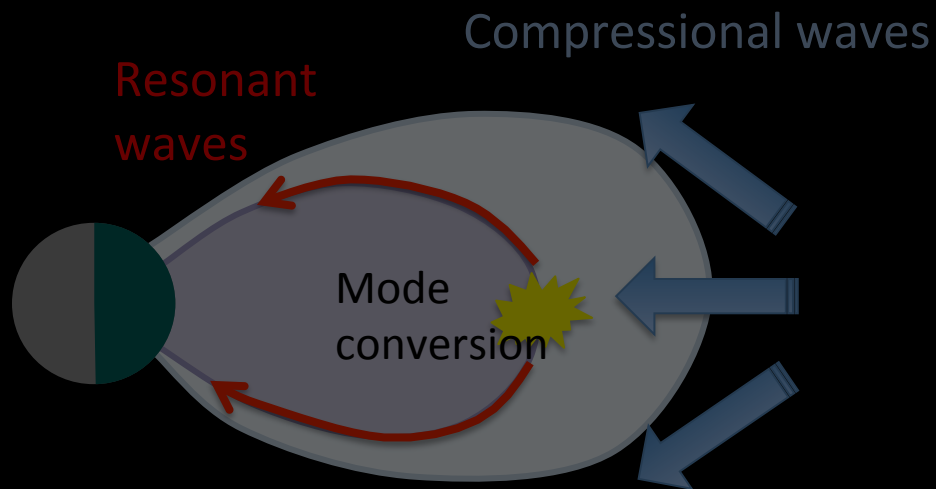 Compressional waves
Resonant
waves
Mode
conversion